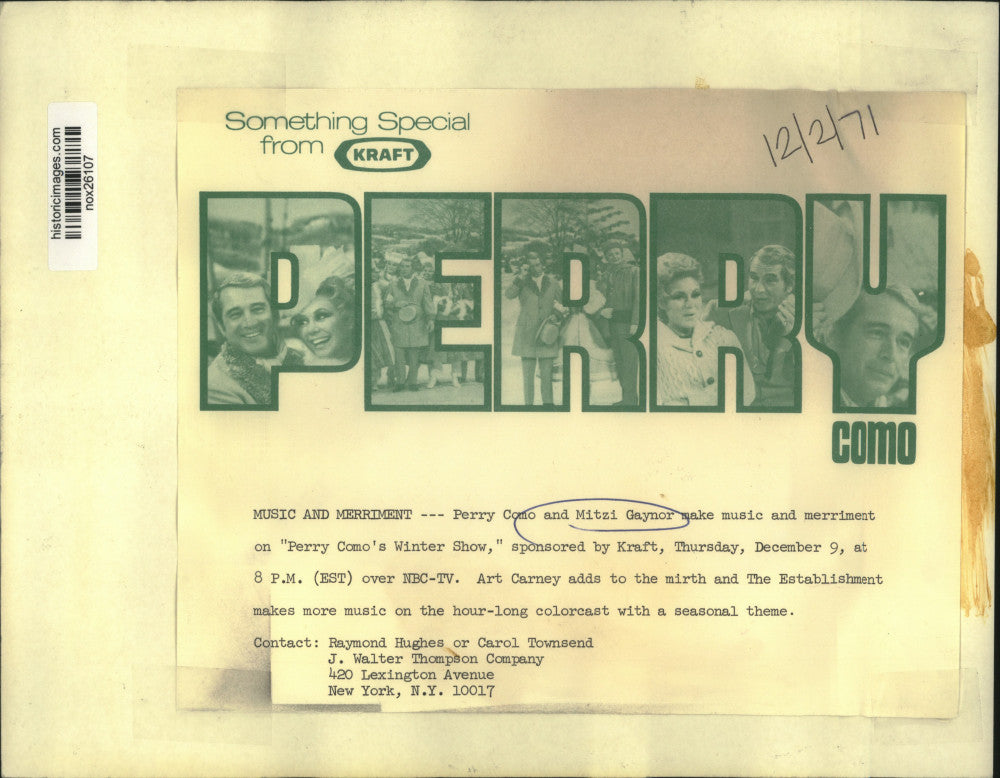 historicimages.com
nox26107
Something Special
from KRAFT
12/2/71
PERRY
COMO
MUSIC AND MERRIMENT --- Perry Como and Mitzi Gaynor make music and merriment
on "Perry Como's Winter Show," sponsored by Kraft, Thursday, December 9, at
8 P.M. (EST) over NBC-TV. Art Carney adds to the mirth and The Establishment
makes more music on the hour-long colorcast with a seasonal theme.
Contact: Raymond Hughes or Carol Townsend
J. Walter Thompson Company
420 Lexington Avenue
New York, N.Y. 10017